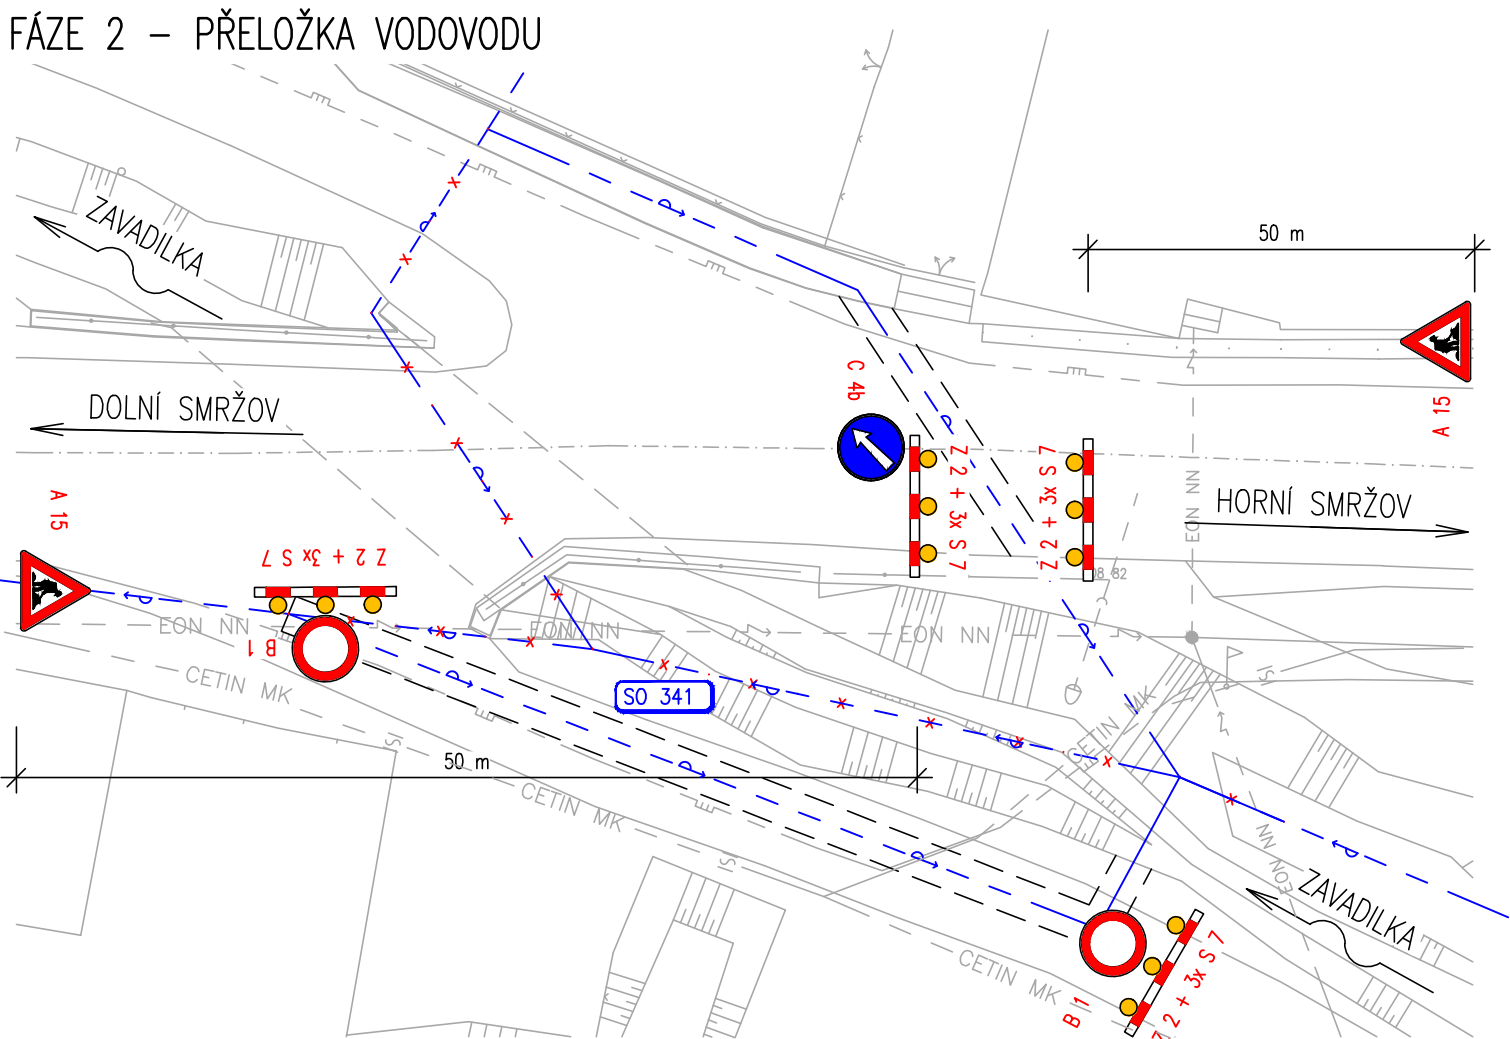 FÁZE 2 – PŘELOŽKA VODOVODU
ZAVADILKA
50 m
C 4b
DOLNÍ SMRŽOV
A 15
Z 2 + 3x S 7
Z 2 + 3x S 7
EON NN
HORNÍ SMRŽOV
A 15
Z 2 + 3x S 7
08 82
B 1
EON NN
EON NN
EON NN
CETIN MK
SO 341
CETIN MK
50 m
CETIN MK
EON NN
ZAVADILKA
CETIN MK
B 1
Z 2 + 3x S 7